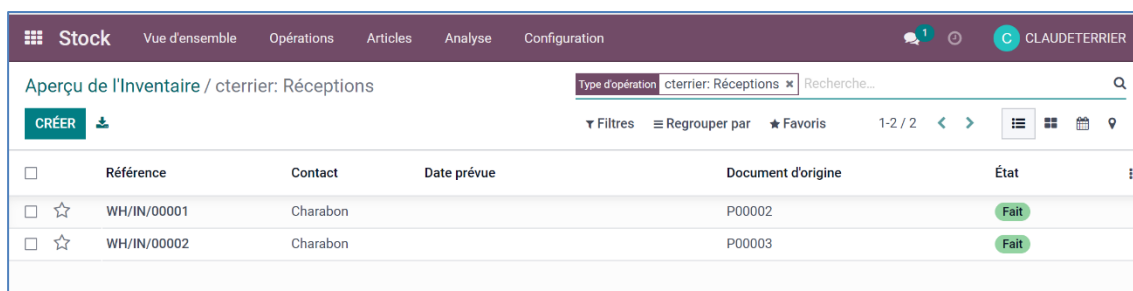 Stock Vue d'ensemble Opérations Articles Analyse Configuration 1 C CLAUDETERRIER
Aperçu de l'Inventaire / cterrier: Réceptions Type d'opération cterrier: Réceptions × Recherche...
CRÉER Filtres Regrouper par Favoris 1-2 / 2
Référence Contact Date prévue Document d'origine État
WH/IN/00001 Charabon P00002 Fait
WH/IN/00002 Charabon P00003 Fait